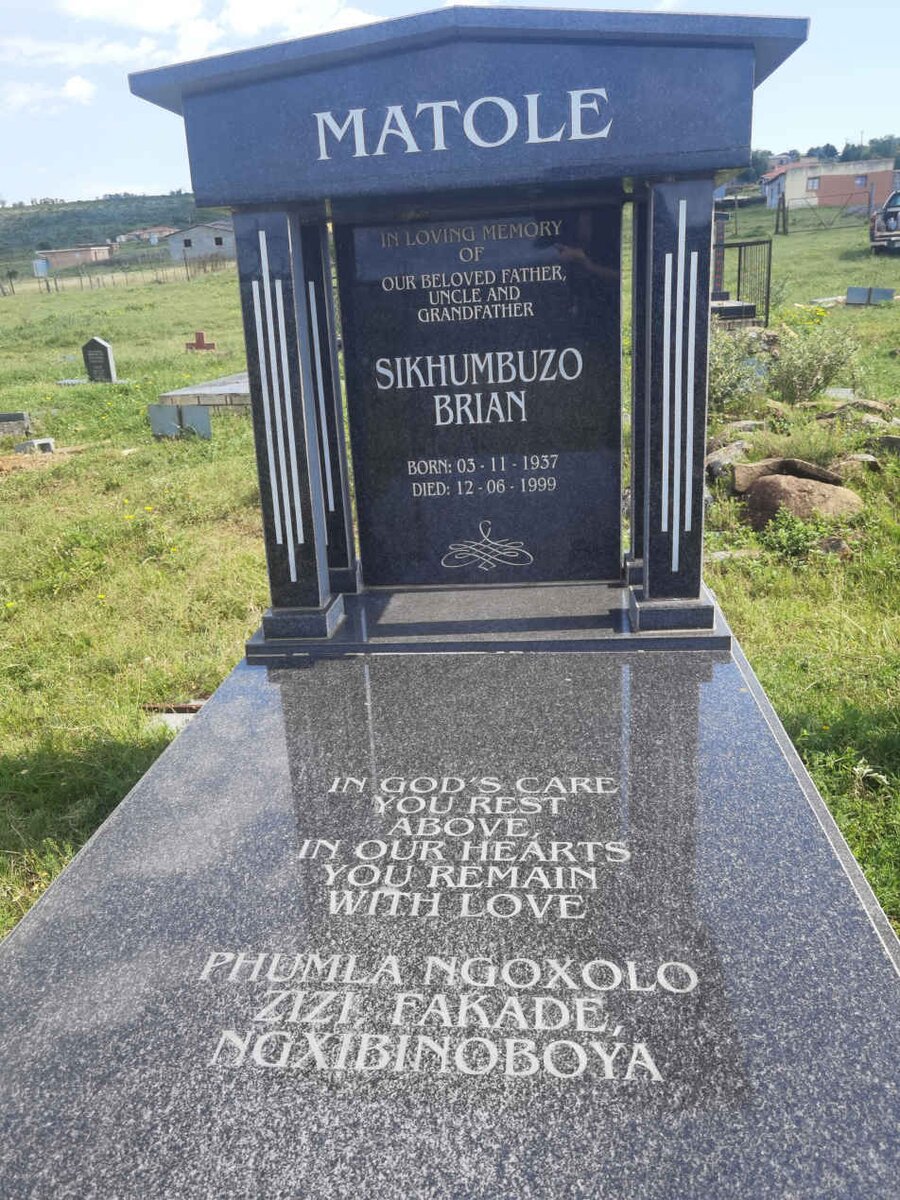 MATOLE
IN LOVING MEMORY
OF
OUR BELOVED FATHER,
UNCLE AND
GRANDFATHER
SIKHUMBUZO
BRIAN
BORN: 03 - 11 - 1937
DIED: 12 - 06 - 1999
IN GOD'S CARE
YOU REST
ABOVE,
IN OUR HEARTS
YOU REMAIN
WITH LOVE
PHUMLA NGOXOLO
ZIZI, FAKADE,
NGXIBINOBOYA